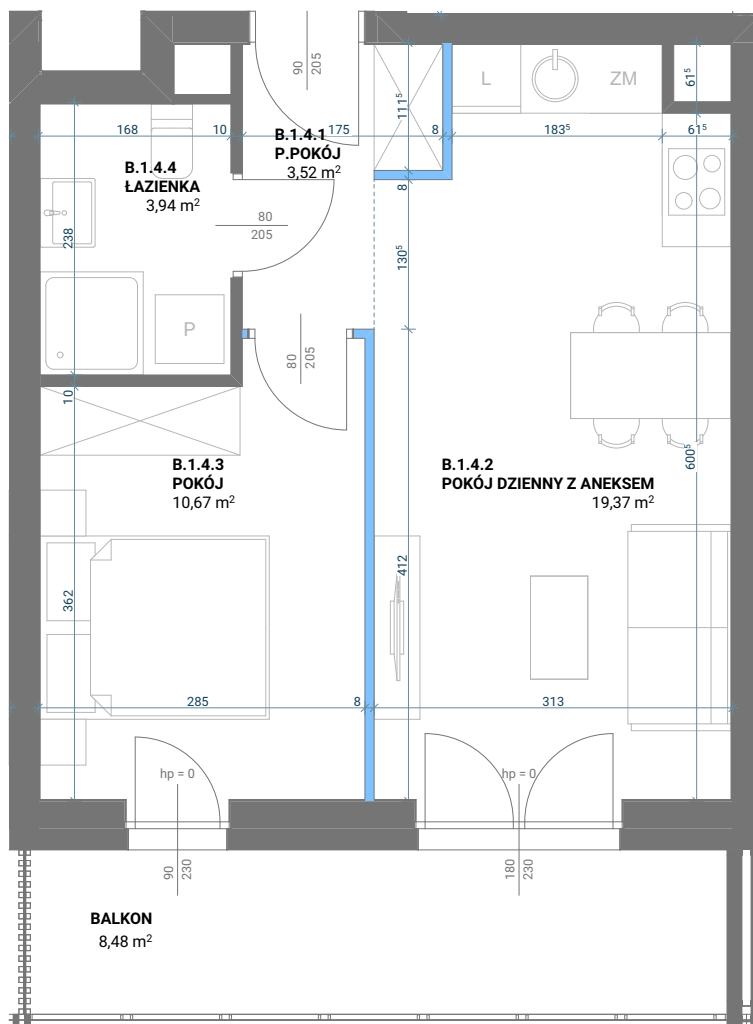 90
205
L
ZM
61⁵
111⁵
168
10
B.1.4.1
175
8
183⁵
61⁵
P.POKÓJ
3,52 m²
B.1.4.4
ŁAZIENKA
3,94 m²
8
80
205
238
130⁵
P
80
205
10
B.1.4.3
POKÓJ
10,67 m²
B.1.4.2
POKÓJ DZIENNY Z ANEKSEM
19,37 m²
600⁵
412
362
285
8
313
hp = 0
hp = 0
90
230
180
230
BALKON
8,48 m²